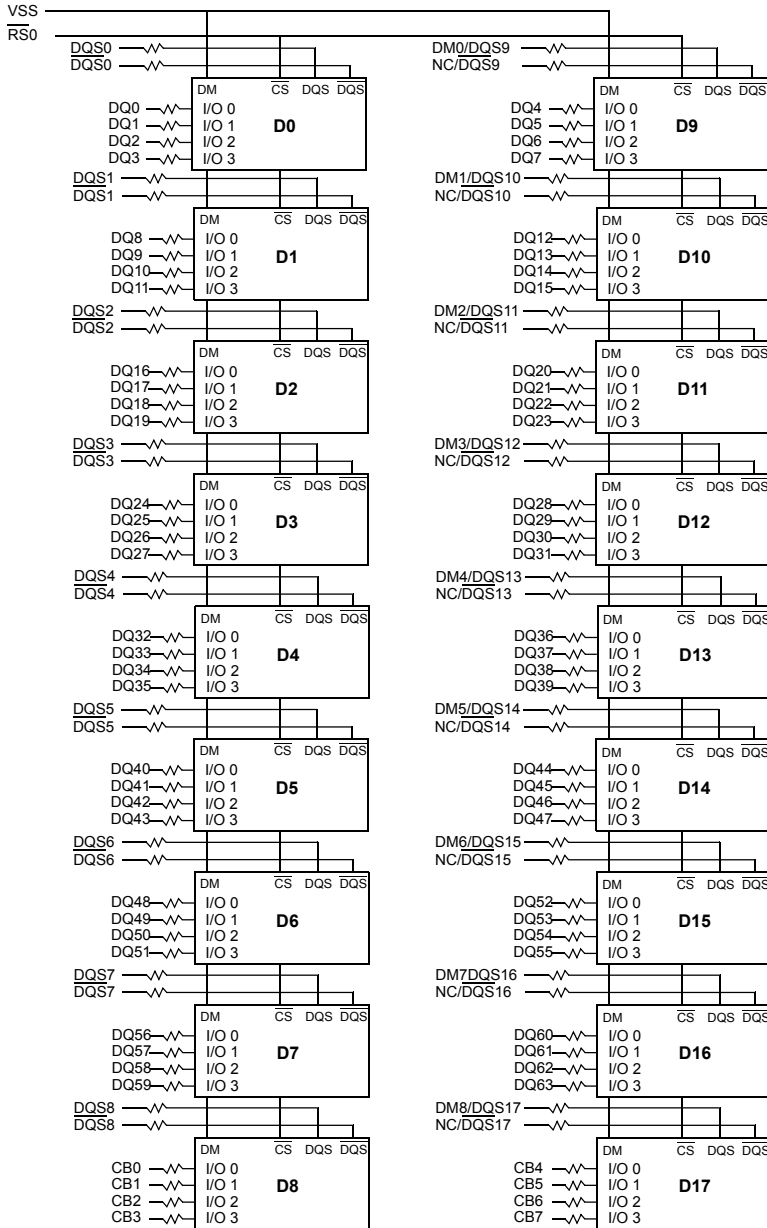 VSS
RS0
DQS0
DQS0
DM CS DQS DQS
DQ0 I/O 0
DQ1 I/O 1 D0
DQ2 I/O 2
DQ3 I/O 3
DQS1
DQS1
DM CS DQS DQS
DQ8 I/O 0
DQ9 I/O 1 D1
DQ10 I/O 2
DQ11 I/O 3
DQS2
DQS2
DM CS DQS DQS
DQ16 I/O 0
DQ17 I/O 1 D2
DQ18 I/O 2
DQ19 I/O 3
DQS3
DQS3
DM CS DQS DQS
DQ24 I/O 0
DQ25 I/O 1 D3
DQ26 I/O 2
DQ27 I/O 3
DQS4
DQS4
DM CS DQS DQS
DQ32 I/O 0
DQ33 I/O 1 D4
DQ34 I/O 2
DQ35 I/O 3
DQS5
DQS5
DM CS DQS DQS
DQ40 I/O 0
DQ41 I/O 1 D5
DQ42 I/O 2
DQ43 I/O 3
DQS6
DQS6
DM CS DQS DQS
DQ48 I/O 0
DQ49 I/O 1 D6
DQ50 I/O 2
DQ51 I/O 3
DQS7
DQS7
DM CS DQS DQS
DQ56 I/O 0
DQ57 I/O 1 D7
DQ58 I/O 2
DQ59 I/O 3
DQS8
DQS8
DM CS DQS DQS
CB0 I/O 0
CB1 I/O 1 D8
CB2 I/O 2
CB3 I/O 3
DM0/DQS9
NC/DQS9
DM CS DQS DQS
DQ4 I/O 0
DQ5 I/O 1 D9
DQ6 I/O 2
DQ7 I/O 3
DM1/DQS10
NC/DQS10
DM CS DQS DQS
DQ12 I/O 0
DQ13 I/O 1 D10
DQ14 I/O 2
DQ15 I/O 3
DM2/DQS11
NC/DQS11
DM CS DQS DQS
DQ20 I/O 0
DQ21 I/O 1 D11
DQ22 I/O 2
DQ23 I/O 3
DM3/DQS12
NC/DQS12
DM CS DQS DQS
DQ28 I/O 0
DQ29 I/O 1 D12
DQ30 I/O 2
DQ31 I/O 3
DM4/DQS13
NC/DQS13
DM CS DQS DQS
DQ36 I/O 0
DQ37 I/O 1 D13
DQ38 I/O 2
DQ39 I/O 3
DM5/DQS14
NC/DQS14
DM CS DQS DQS
DQ44 I/O 0
DQ45 I/O 1 D14
DQ46 I/O 2
DQ47 I/O 3
DM6/DQS15
NC/DQS15
DM CS DQS DQS
DQ52 I/O 0
DQ53 I/O 1 D15
DQ54 I/O 2
DQ55 I/O 3
DM7DQS16
NC/DQS16
DM CS DQS DQS
DQ60 I/O 0
DQ61 I/O 1 D16
DQ62 I/O 2
DQ63 I/O 3
DM8/DQS17
NC/DQS17
DM CS DQS DQS
CB4 I/O 0
CB5 I/O 1 D17
CB6 I/O 2
CB7 I/O 3